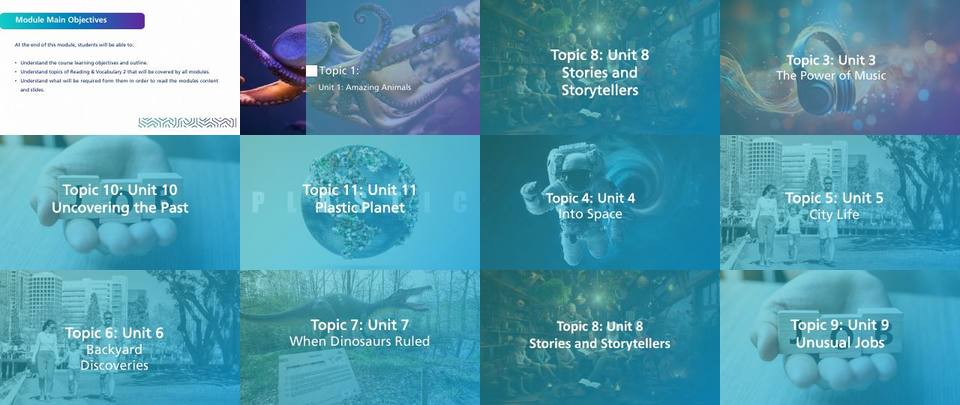 Module Main Objectives
At the end of this module, students will be able to:
• Understand the course learning objectives and outline.
• Understand topics of Reading & Vocabulary 2 that will be covered by all modules.
• Understand what will be required form them in order to read the modules content
and slides.
Topic 1:
Unit 1: Amazing Animals
Topic 8: Unit 8
Stories and
Storytellers
Topic 3: Unit 3
The Power of Music
Topic 10: Unit 10
Uncovering the Past
Topic 11: Unit 11
Plastic Planet
Topic 4: Unit 4
Into Space
Topic 5: Unit 5
City Life
Topic 6: Unit 6
Backyard
Discoveries
Topic 7: Unit 7
When Dinosaurs Ruled
Topic 8: Unit 8
Stories and Storytellers
Topic 9: Unit 9
Unusual Jobs